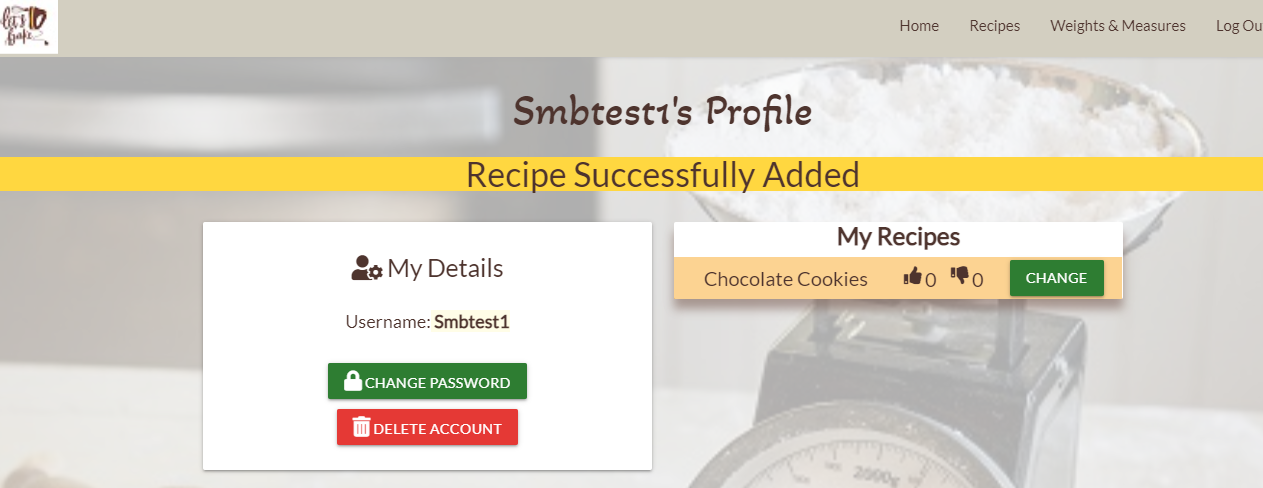 let's
bake
Home Recipes Weights & Measures Log Ou
Smbtest1's Profile
Recipe Successfully Added
My Details
Username: Smbtest1
CHANGE PASSWORD
DELETE ACCOUNT
My Recipes
Chocolate Cookies 0 0 CHANGE
2000g